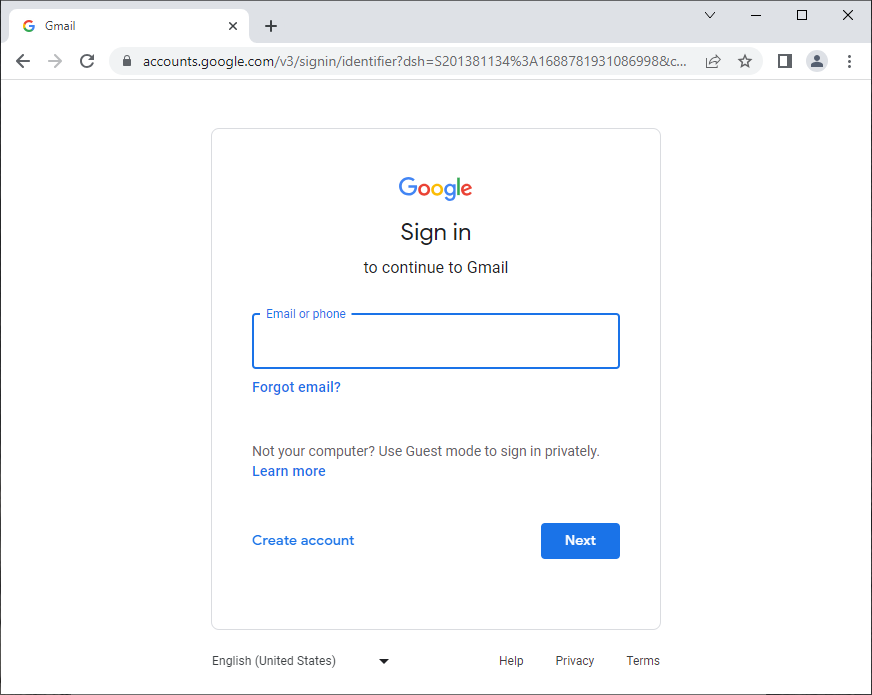 Gmail
accounts.google.com/v3/signin/identifier?dsh=S201381134%3A1688781931086998&c...
Google
Sign in
to continue to Gmail
Email or phone
Forgot email?
Not your computer? Use Guest mode to sign in privately.
Learn more
Create account
Next
English (United States)
Help
Privacy
Terms